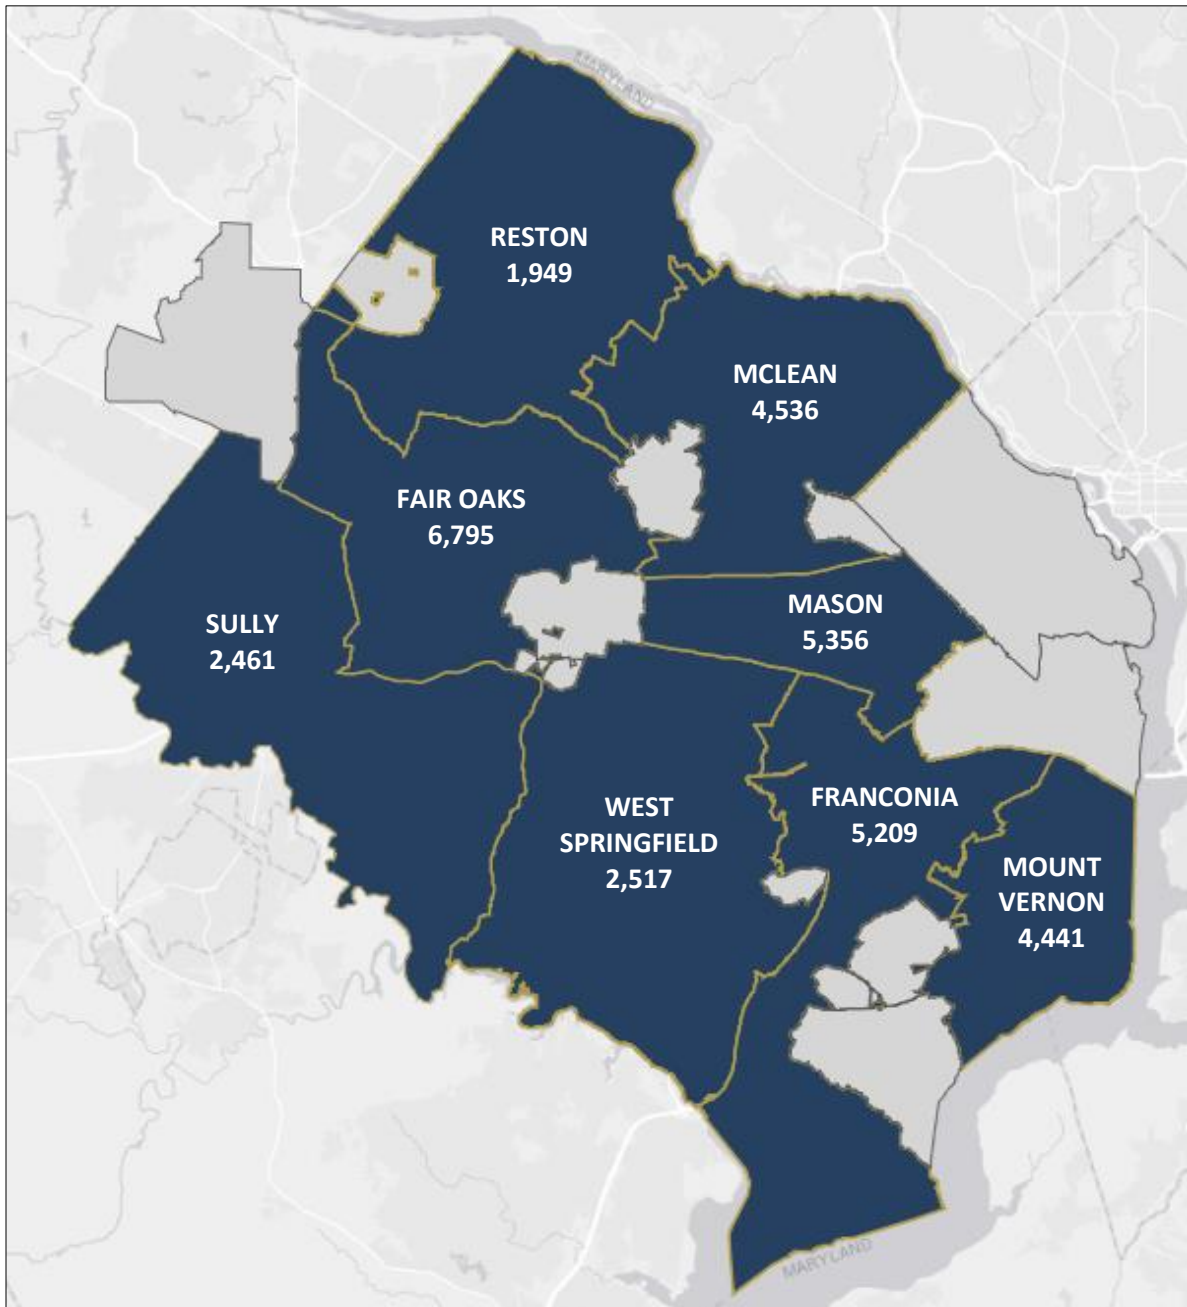 MARYLAND
RESTON
1,949
MCLEAN
4,536
FAIR OAKS
6,795
MASON
5,356
SULLY
2,461
FRANCONIA
5,209
WEST
SPRINGFIELD
2,517
MOUNT
VERNON
4,441
MARYLAND